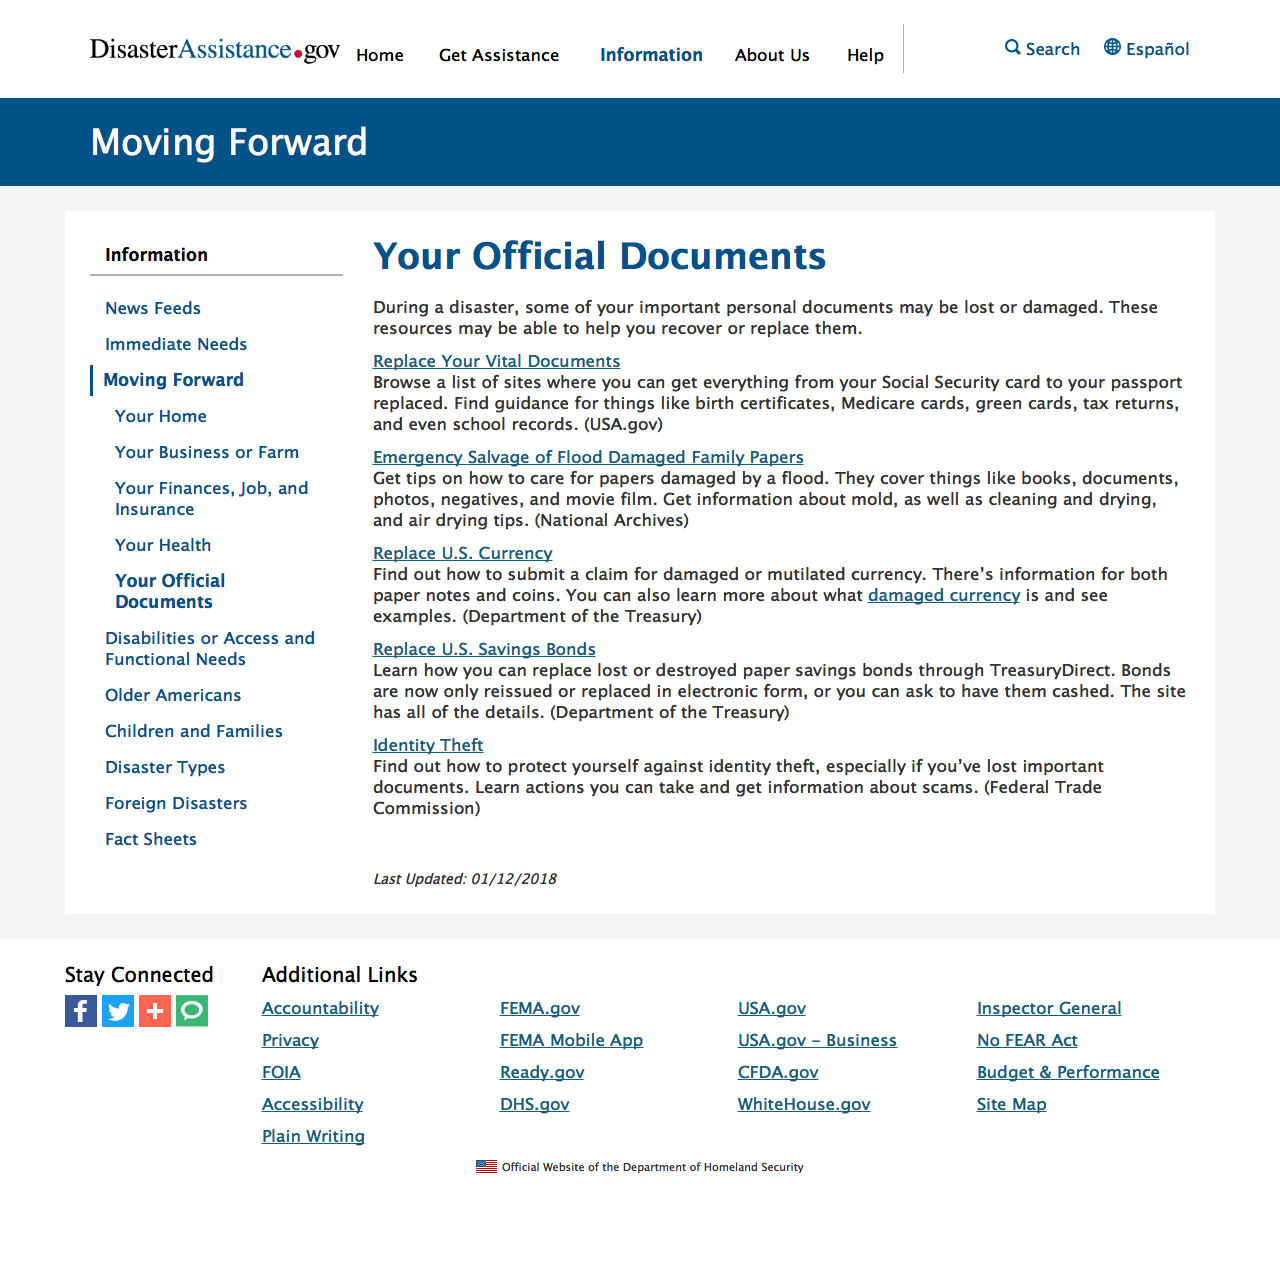 DisasterAssistance.gov
Home
Get Assistance
Information
About Us
Help
Search
Español
Moving Forward
Information
News Feeds
Immediate Needs
Moving Forward
Your Home
Your Business or Farm
Your Finances, Job, and
Insurance
Your Health
Your Official
Documents
Disabilities or Access and
Functional Needs
Older Americans
Children and Families
Disaster Types
Foreign Disasters
Fact Sheets
Your Official Documents
During a disaster, some of your important personal documents may be lost or damaged. These
resources may be able to help you recover or replace them.
Replace Your Vital Documents
Browse a list of sites where you can get everything from your Social Security card to your passport
replaced. Find guidance for things like birth certificates, Medicare cards, green cards, tax returns,
and even school records. (USA.gov)
Emergency Salvage of Flood Damaged Family Papers
Get tips on how to care for papers damaged by a flood. They cover things like books, documents,
photos, negatives, and movie film. Get information about mold, as well as cleaning and drying,
and air drying tips. (National Archives)
Replace U.S. Currency
Find out how to submit a claim for damaged or mutilated currency. There’s information for both
paper notes and coins. You can also learn more about what damaged currency is and see
examples. (Department of the Treasury)
Replace U.S. Savings Bonds
Learn how you can replace lost or destroyed paper savings bonds through TreasuryDirect. Bonds
are now only reissued or replaced in electronic form, or you can ask to have them cashed. The site
has all of the details. (Department of the Treasury)
Identity Theft
Find out how to protect yourself against identity theft, especially if you’ve lost important
documents. Learn actions you can take and get information about scams. (Federal Trade
Commission)
Last Updated: 01/12/2018
Stay Connected
Additional Links
Accountability
Privacy
FOIA
Accessibility
Plain Writing
FEMA.gov
FEMA Mobile App
Ready.gov
DHS.gov
USA.gov
USA.gov – Business
CFDA.gov
WhiteHouse.gov
Inspector General
No FEAR Act
Budget & Performance
Site Map
Official Website of the Department of Homeland Security